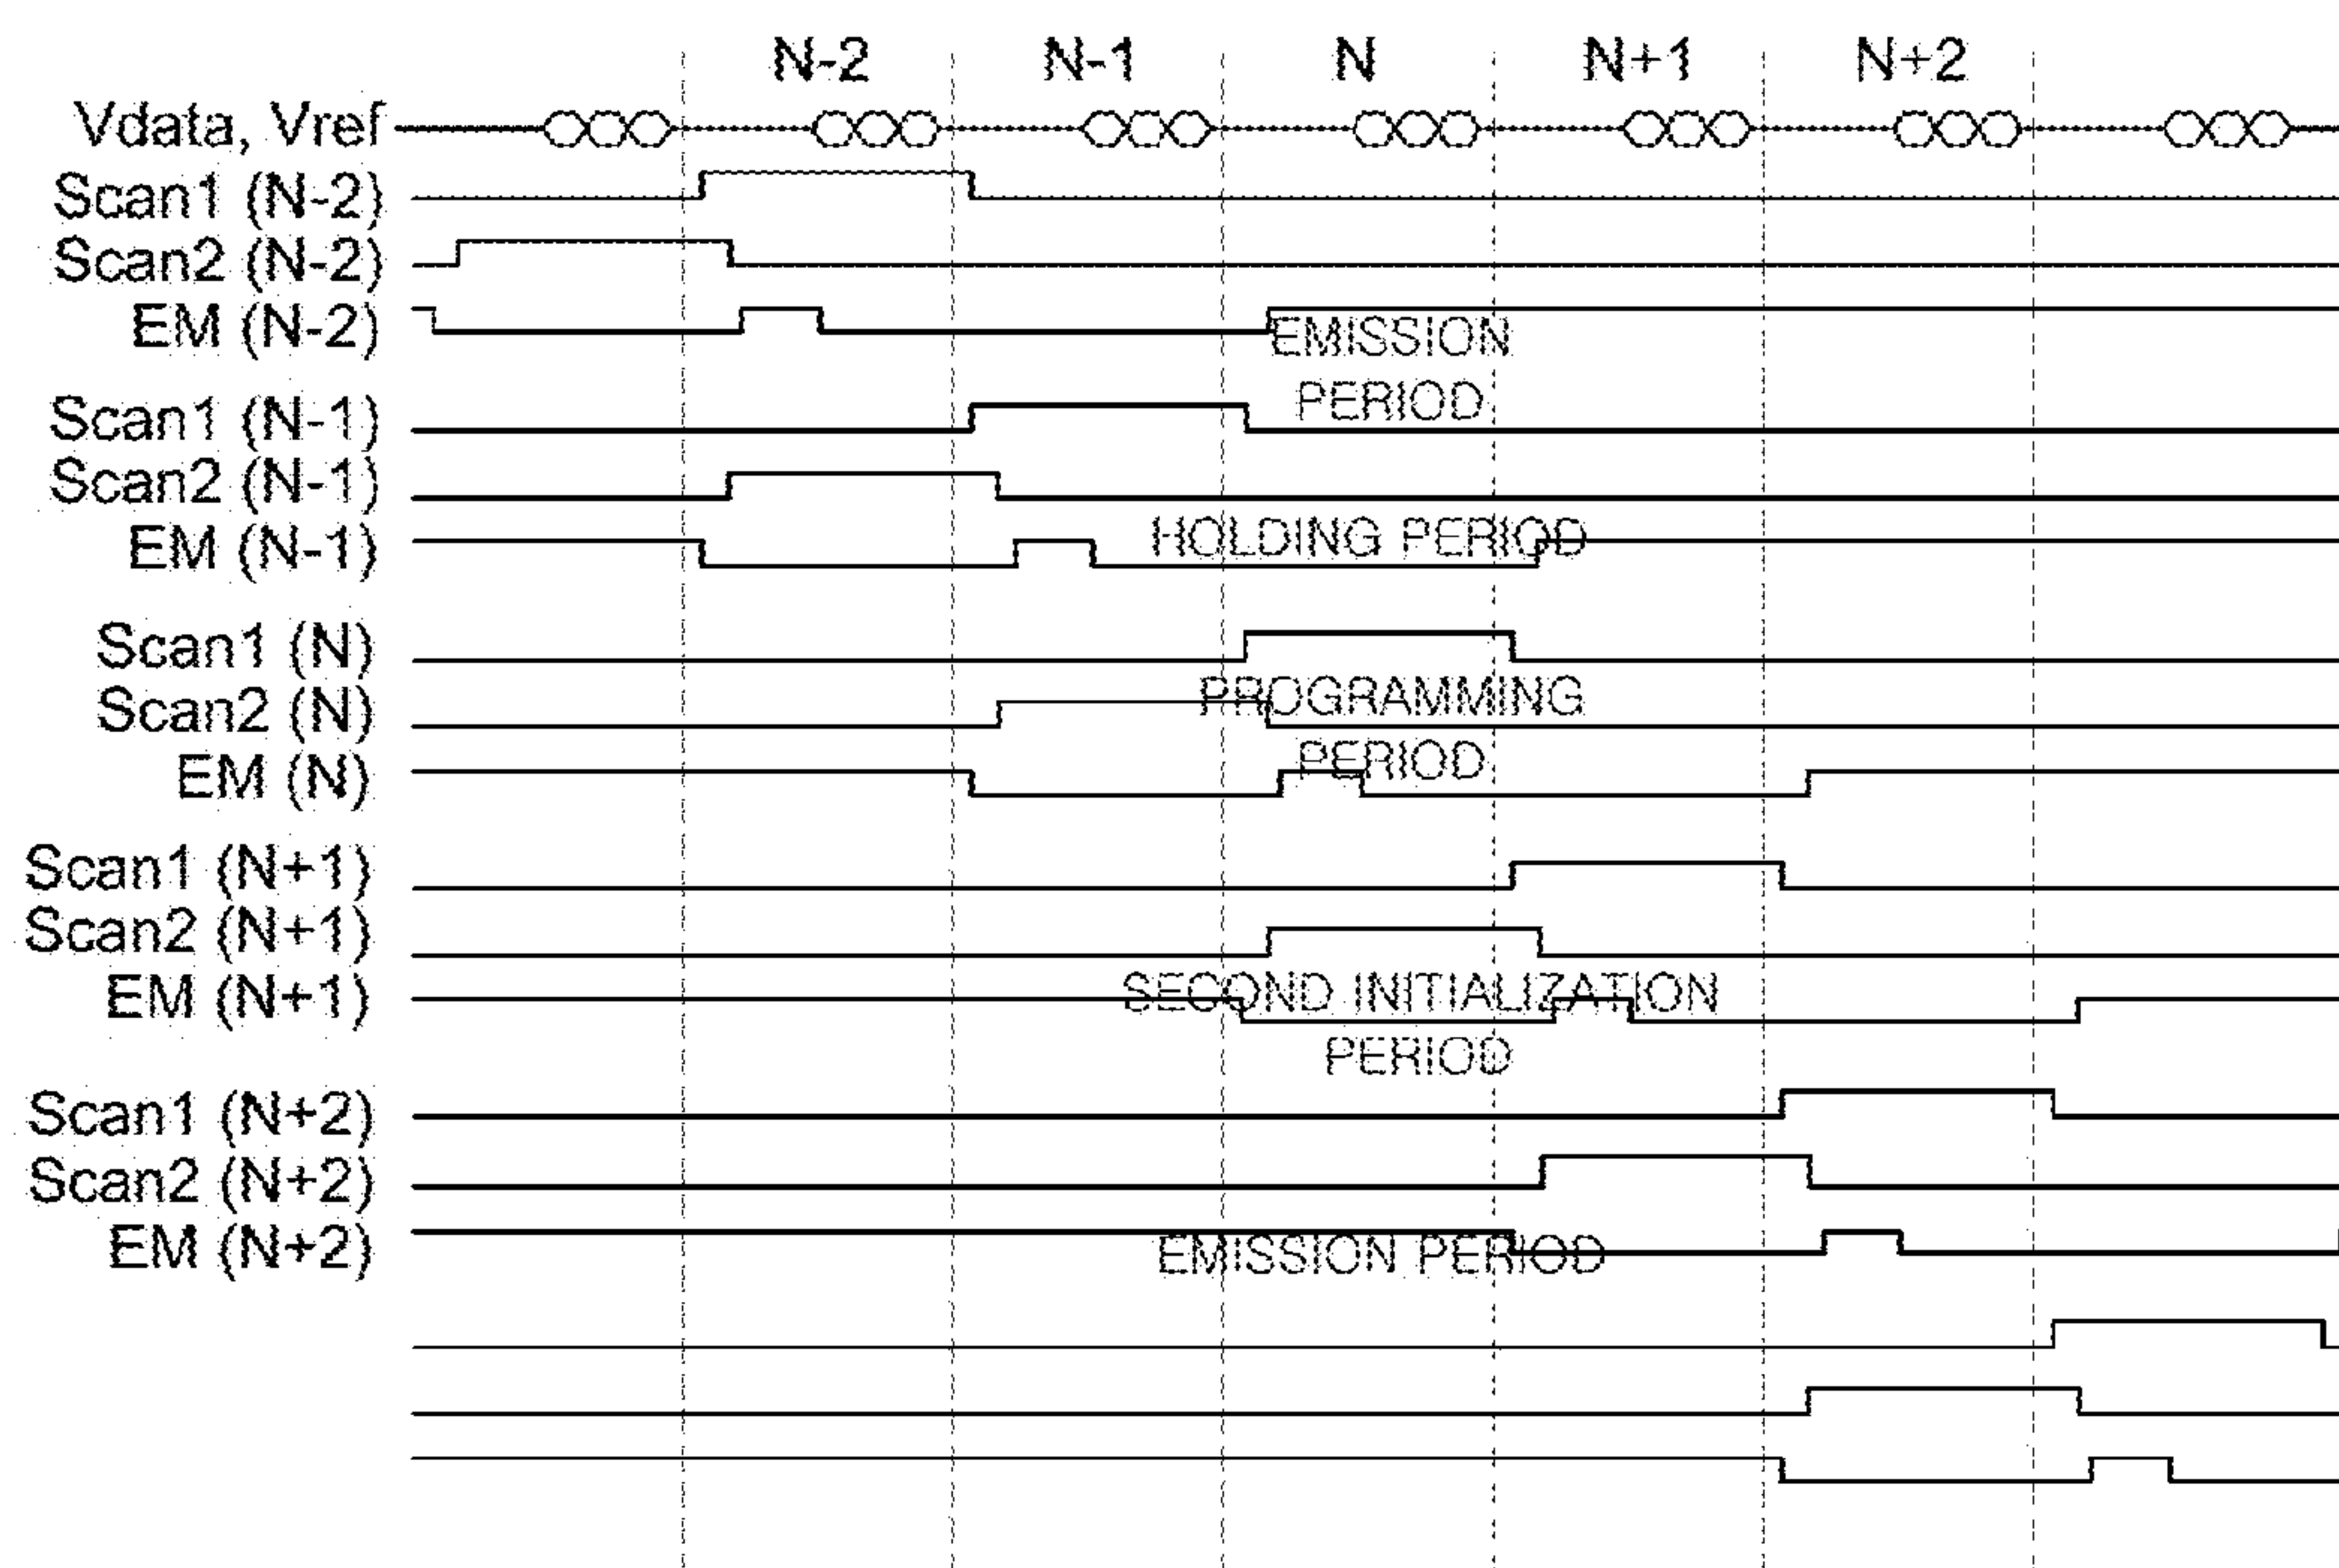 N-2 N-1 N N+1 N+2
Vdata, Vref
Scan1 (N-2)
Scan2 (N-2)
EM (N-2)
EMISSION
PERIOD
Scan1 (N-1)
Scan2 (N-1)
EM (N-1)
HOLDING PERIOD
Scan1 (N)
Scan2 (N)
PROGRAMMING
PERIOD
EM (N)
Scan1 (N+1)
Scan2 (N+1)
EM (N+1)
SECOND INITIALIZATION
PERIOD
Scan1 (N+2)
Scan2 (N+2)
EM (N+2)
EMISSION PERIOD